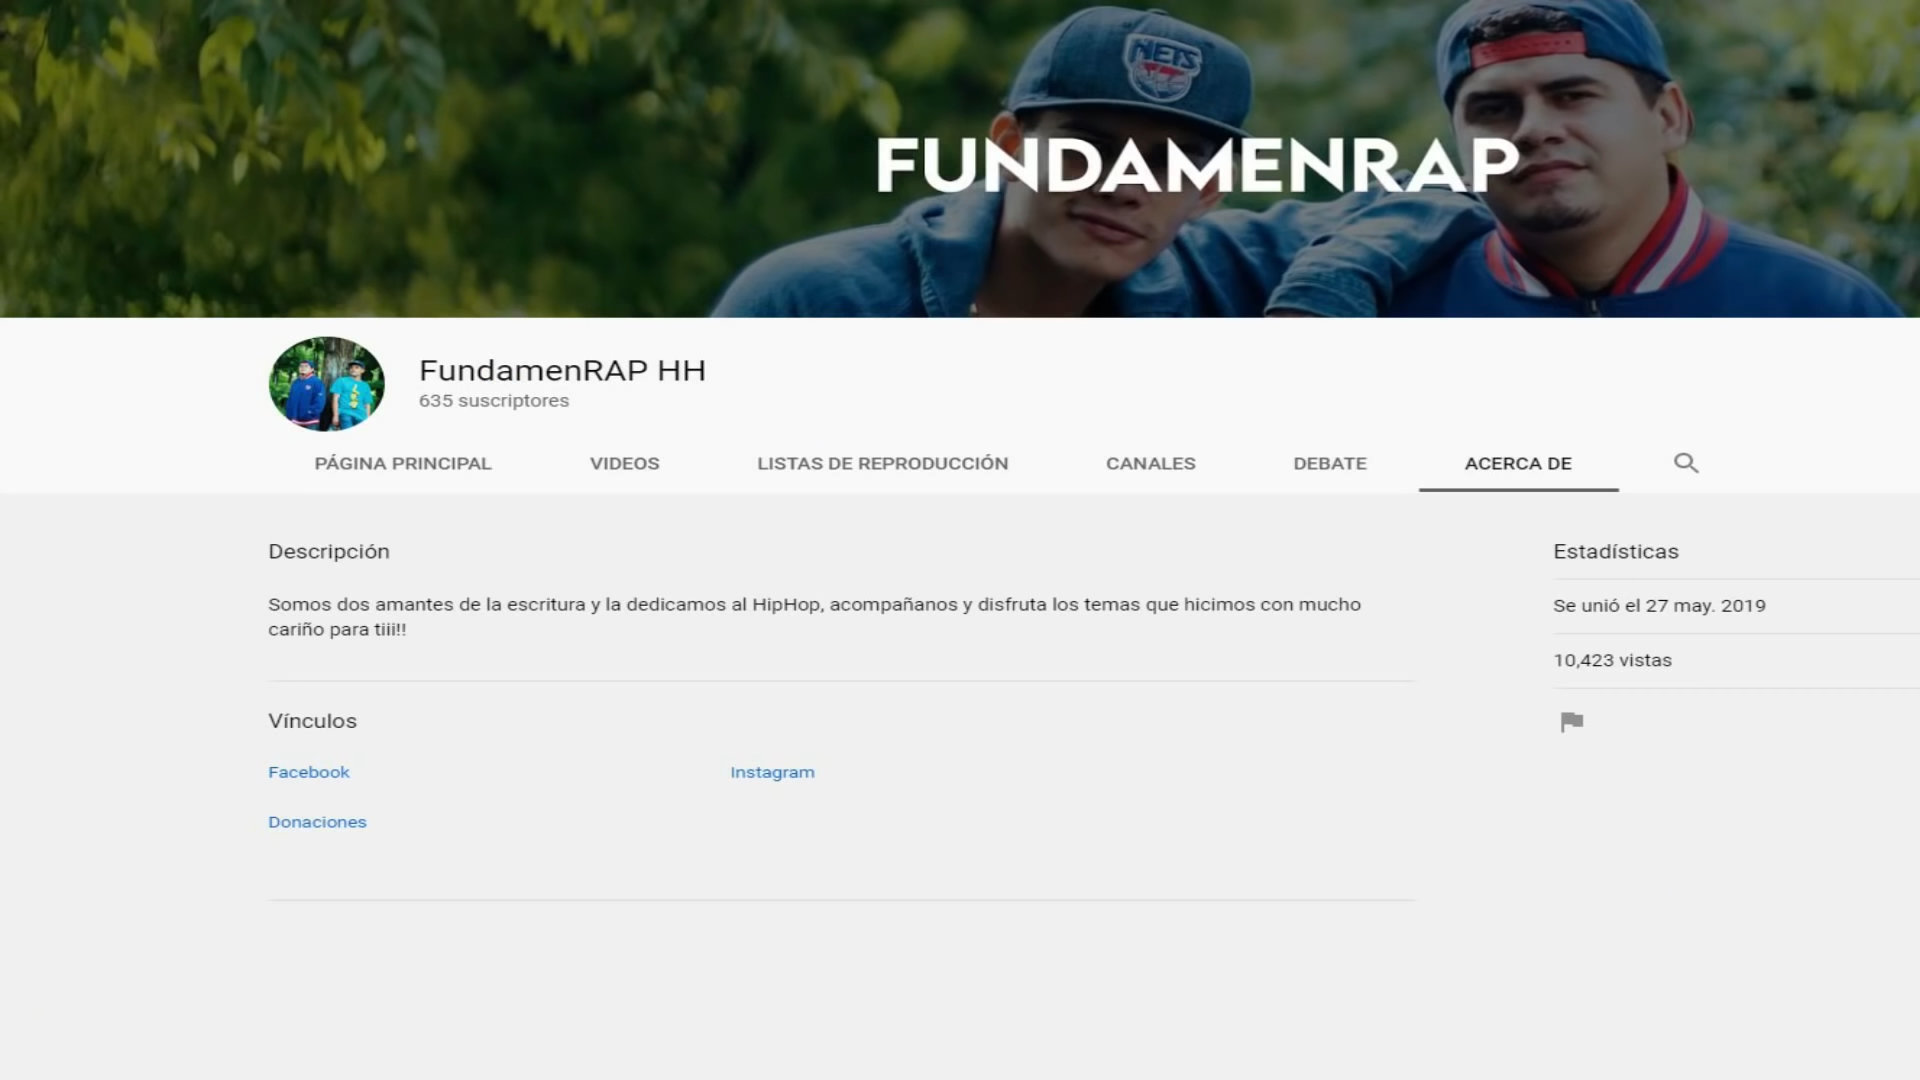 NETS
FUNDAMENRAP
FundamenRAP HH
635 suscriptores
PÁGINA PRINCIPAL VIDEOS LISTAS DE REPRODUCCIÓN CANALES DEBATE ACERCA DE
Descripción
Somos dos amantes de la escritura y la dedicamos al HipHop, acompañanos y disfruta los temas que hicimos con mucho
cariño para tiii!!
Vínculos
Facebook Instagram
Donaciones
Estadísticas
Se unió el 27 may. 2019
10,423 vistas